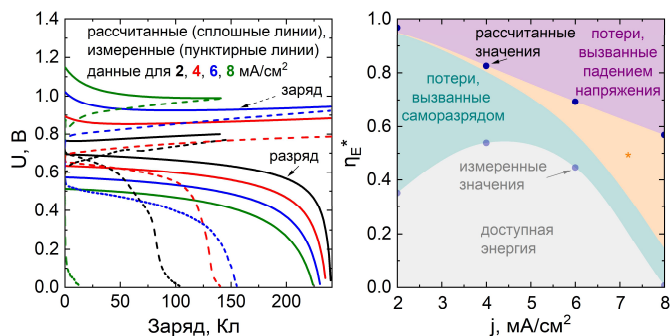 рассчитанные (сплошные линии),
измеренные (пунктирные линии)
данные для 2, 4, 6, 8 мА/см²
заряд
разряд
U, В
1.4
1.2
1.0
0.8
0.6
0.4
0.2
0.0
0
50
100
150
200
Заряд, Кл
ηE*
1.0
0.8
0.6
0.4
0.2
0.0
рассчитанные
значения
потери,
вызванные
падением
напряжения
потери,
вызванные
саморазрядом
*
измеренные
значения
доступная
энергия
2
4
6
8
j, мА/см²